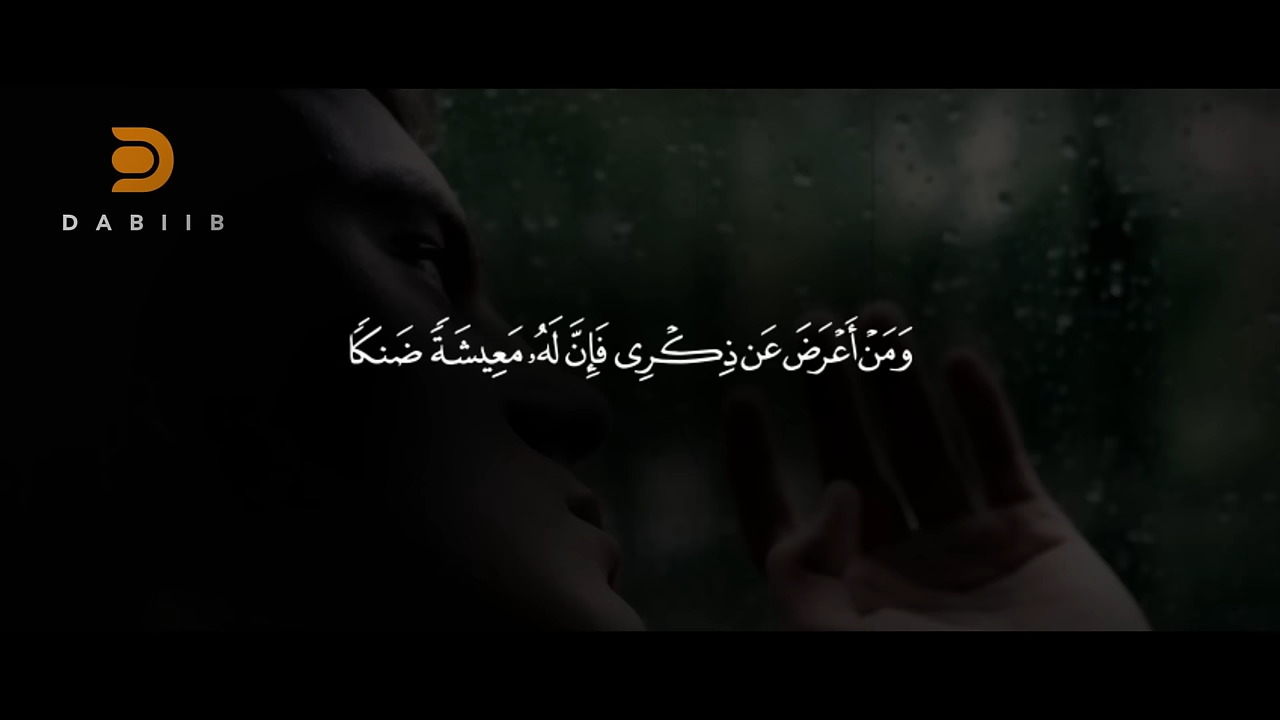 DABIIB
وَمَنْ أَعْرَضَ عَن ذِكْرِى فَإِنَّ لَهُۥ مَعِيشَةً ضَنكًا